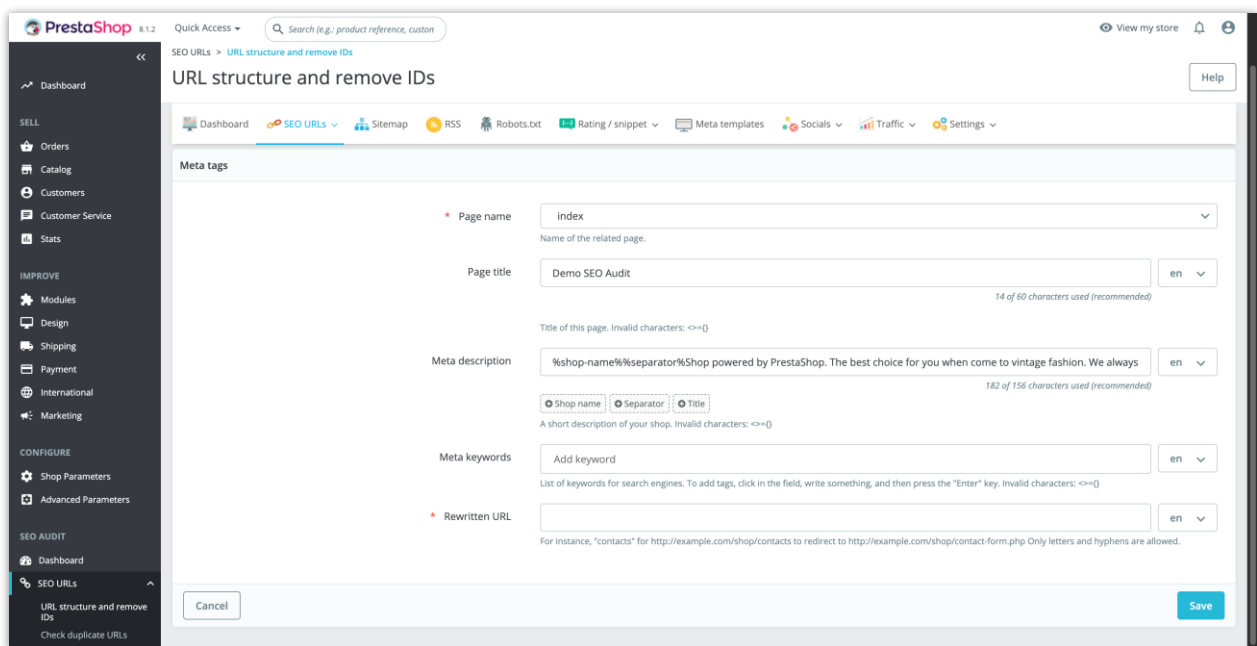 PrestaShop 8.1.2 Quick Access Search (e.g.: product reference, custon View my store
SEO URLs > URL structure and remove IDs
URL structure and remove IDs
Help
Dashboard SEO URLs Sitemap RSS Robots.txt Rating / snippet Meta templates Socials Traffic Settings
Dashboard
SELL
Orders
Catalog
Customers
Customer Service
Stats
IMPROVE
Modules
Design
Shipping
Payment
International
Marketing
CONFIGURE
Shop Parameters
Advanced Parameters
SEO AUDIT
Dashboard
SEO URLs
URL structure and remove
IDs
Check duplicate URLs
Meta tags
* Page name index
Name of the related page.
Page title Demo SEO Audit en
14 of 60 characters used (recommended)
Title of this page. Invalid characters: <>={}
Meta description %shop-name%%separator%Shop powered by PrestaShop. The best choice for you when come to vintage fashion. We always en
182 of 156 characters used (recommended)
Shop name Separator Title
A short description of your shop. Invalid characters: <>={}
Meta keywords Add keyword en
List of keywords for search engines. To add tags, click in the field, write something, and then press the "Enter" key. Invalid characters: <>={}
* Rewritten URL en
For instance, "contacts" for http://example.com/shop/contacts to redirect to http://example.com/shop/contact-form.php Only letters and hyphens are allowed.
Cancel Save